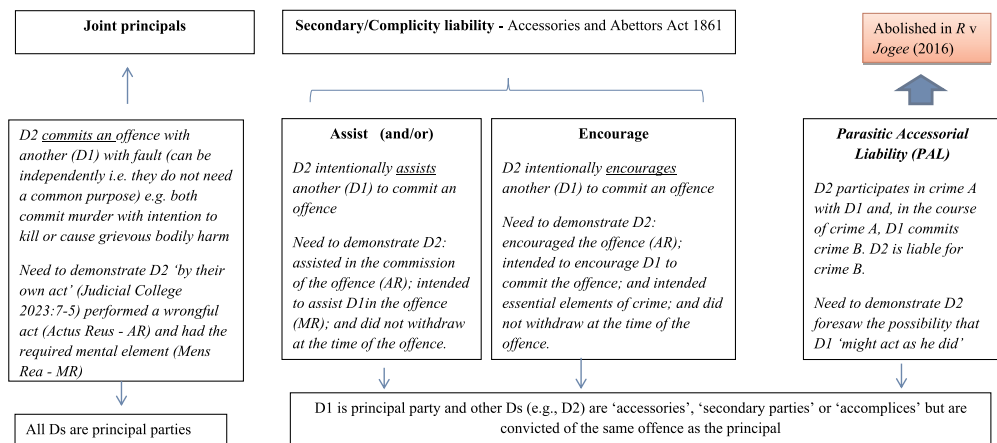 Joint principals
Secondary/Complicity liability - Accessories and Abettors Act 1861
Abolished in R v
Jogee (2016)
D2 commits an offence with
another (D1) with fault (can be
independently i.e. they do not need
a common purpose) e.g. both
commit murder with intention to
kill or cause grievous bodily harm
Need to demonstrate D2 ‘by their
own act’ (Judicial College
2023:7-5) performed a wrongful
act (Actus Reus - AR) and had the
required mental element (Mens
Rea - MR)
Assist (and/or)
D2 intentionally assists
another (D1) to commit an
offence
Need to demonstrate D2:
assisted in the commission
of the offence (AR); intended
to assist D1in the offence
(MR); and did not withdraw
at the time of the offence.
Encourage
D2 intentionally encourages
another (D1) to commit an offence
Need to demonstrate D2:
encouraged the offence (AR);
intended to encourage D1 to
commit the offence; and intended
essential elements of crime; and did
not withdraw at the time of the
offence.
Parasitic Accessorial
Liability (PAL)
D2 participates in crime A
with D1 and, in the course
of crime A, D1 commits
crime B. D2 is liable for
crime B.
Need to demonstrate D2
foresaw the possibility that
D1 ‘might act as he did’
All Ds are principal parties
D1 is principal party and other Ds (e.g., D2) are ‘accessories’, ‘secondary parties’ or ‘accomplices’ but are
convicted of the same offence as the principal